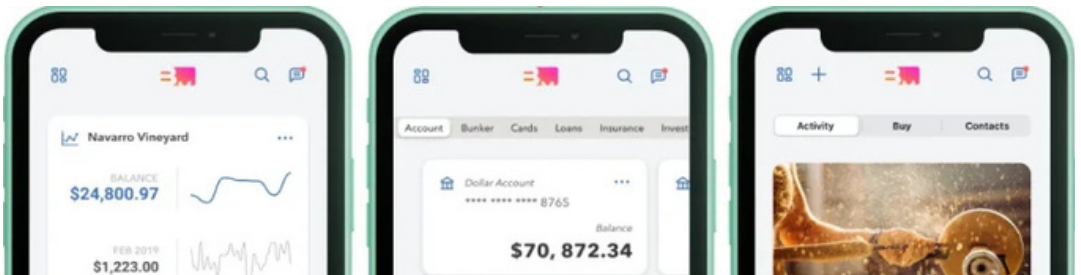 Navarro Vineyard
BALANCE
$24,800.97
FEB 2019
$1,223.00
Account Bunker Cards Loans Insurance Invest
Dollar Account
**** **** **** 8765
Balance
$70, 872.34
Activity Buy Contacts